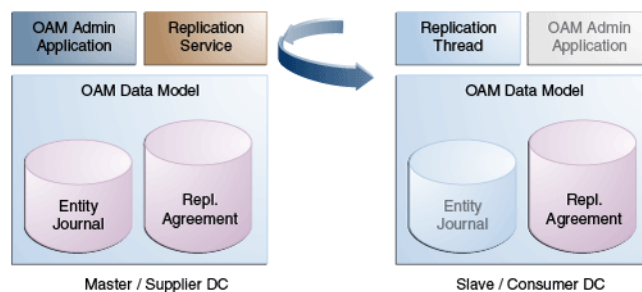 OAM Admin
Application
Replication
Service
OAM Data Model
Entity
Journal
Repl.
Agreement
Master / Supplier DC
Replication
Thread
OAM Admin
Application
OAM Data Model
Entity
Journal
Repl.
Agreement
Slave / Consumer DC